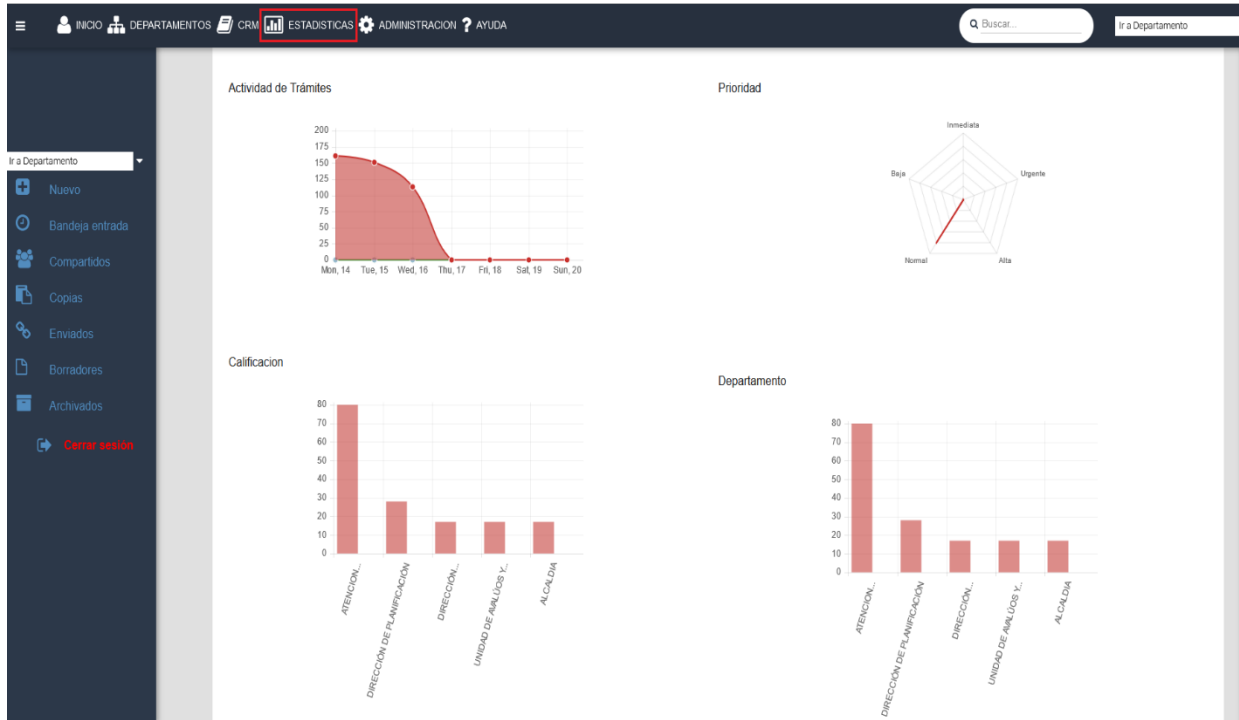 INICIO DEPARTAMENTOS CRM ESTADISTICAS ADMINISTRACION ? AYUDA
Buscar...
Ir a Departamento
Ir a Departamento
Nuevo
Bandeja entrada
Compartidos
Copias
Enviados
Borradores
Archivados
Cerrar sesión
Actividad de Trámites
200
175
150
125
100
75
50
25
0
Mon, 14 Tue, 15 Wed, 16 Thu, 17 Fri, 18 Sat, 19 Sun, 20
Prioridad
Inmediata
Baja
Urgente
Normal
Alta
Calificacion
80
70
60
50
40
30
20
10
0
ATENCION...
DIRECCIÓN DE PLANIFICACIÓN
DIRECCIÓN...
UNIDAD DE AVALÚOS Y...
ALCALDIA
Departamento
80
70
60
50
40
30
20
10
0
ATENCION...
DIRECCIÓN DE PLANIFICACIÓN
DIRECCIÓN...
UNIDAD DE AVALÚOS Y...
ALCALDIA